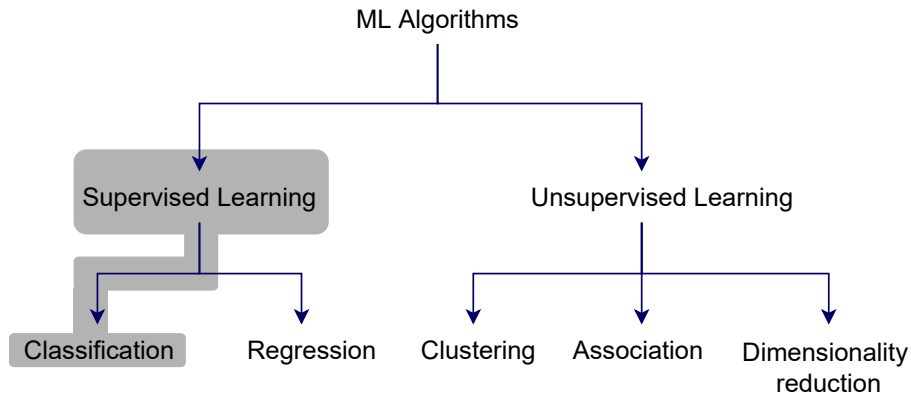 ML Algorithms
Supervised Learning
Unsupervised Learning
Classification
Regression
Clustering
Association
Dimensionality
reduction